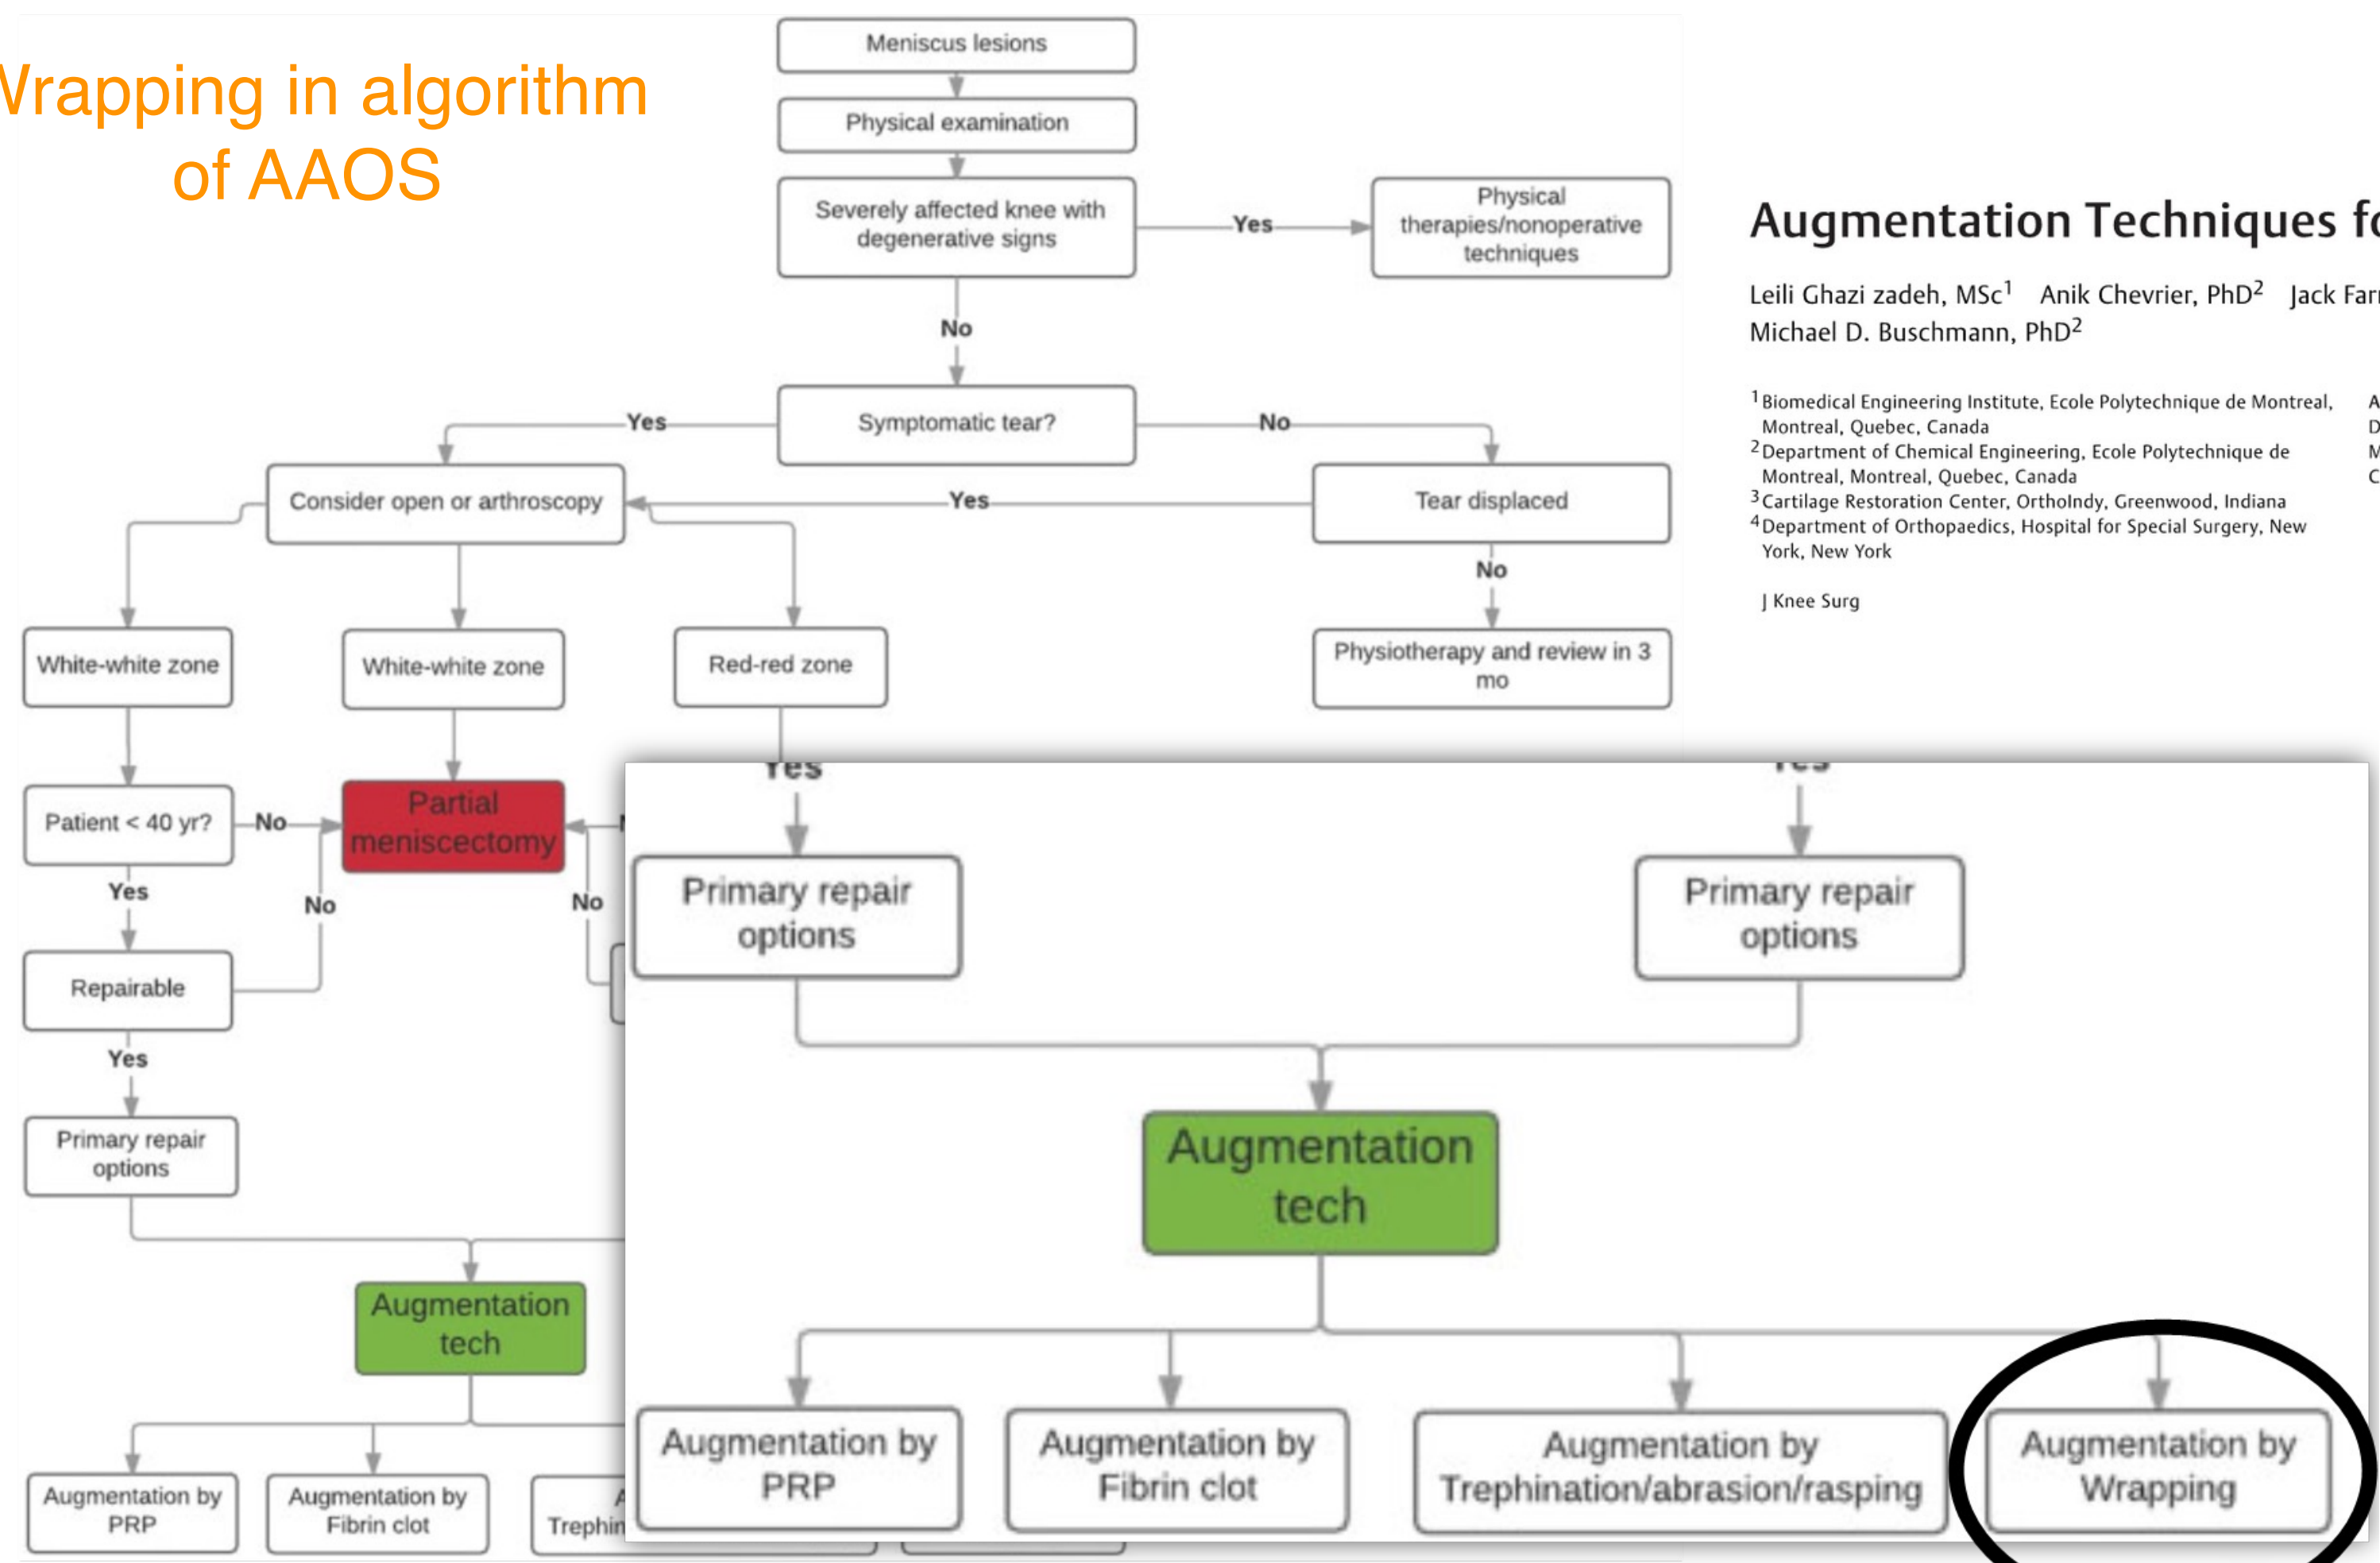 Wrapping in algorithm
of AAOS
Meniscus lesions
Physical examination
Severely affected knee with
degenerative signs
Yes
Physical
therapies/nonoperative
techniques
No
Symptomatic tear?
Yes
No
Consider open or arthroscopy
Yes
Tear displaced
No
White-white zone
White-white zone
Red-red zone
Physiotherapy and review in 3
mo
Patient < 40 yr?
No
Partial
meniscectomy
Yes
No
No
Repairable
Yes
Primary repair
options
Augmentation
tech
Augmentation by
PRP
Augmentation by
Fibrin clot
Augmentation Techniques
Leili Ghazi zadeh, MSc1 Anik Chevrier, PhD2 Jack
Michael D. Buschmann, PhD2
1 Biomedical Engineering Institute, Ecole Polytechnique de Montreal,
Montreal, Quebec, Canada
2 Department of Chemical Engineering, Ecole Polytechnique de
Montreal, Montreal, Quebec, Canada
3 Cartilage Restoration Center, OrthoIndy, Greenwood, Indiana
4 Department of Orthopaedics, Hospital for Special Surgery, New
York, New York
J Knee Surg
Yes
Yes
Primary repair
options
Primary repair
options
Augmentation
tech
Augmentation by
PRP
Augmentation by
Fibrin clot
Augmentation by
Trephination/abrasion/rasping
Augmentation by
Wrapping